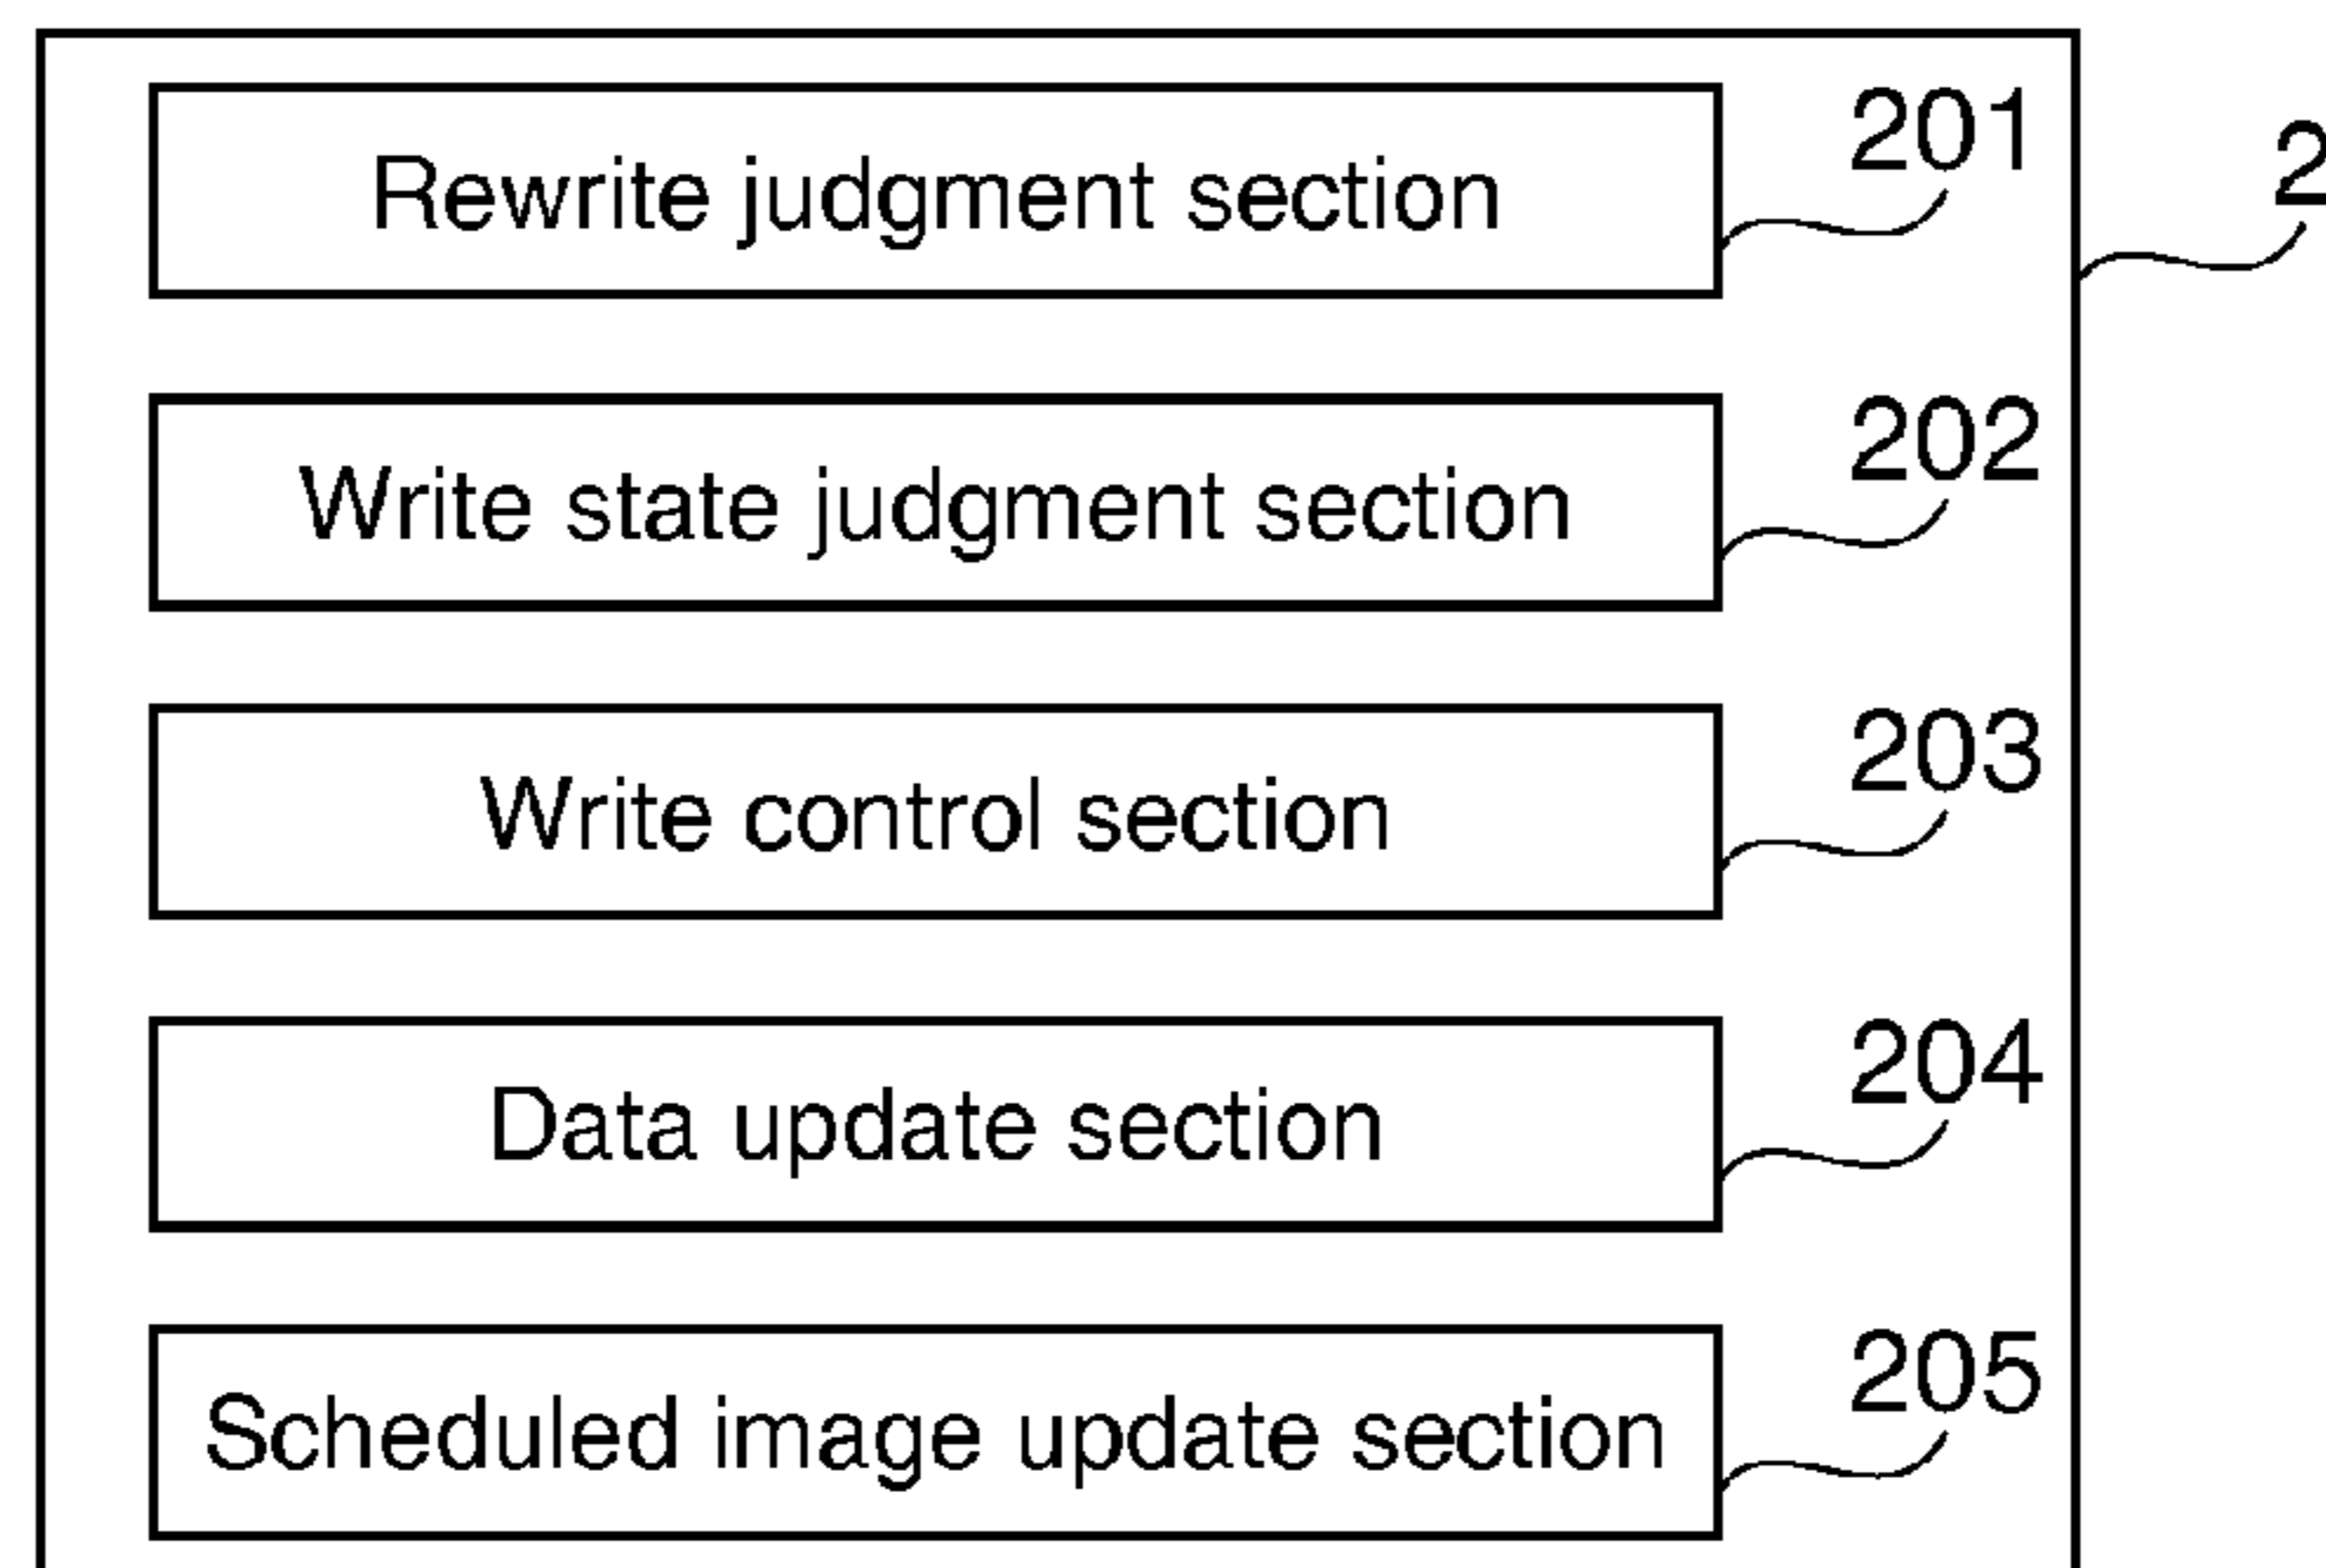 Rewrite judgment section 201
2
Write state judgment section 202
Write control section 203
Data update section 204
Scheduled image update section 205